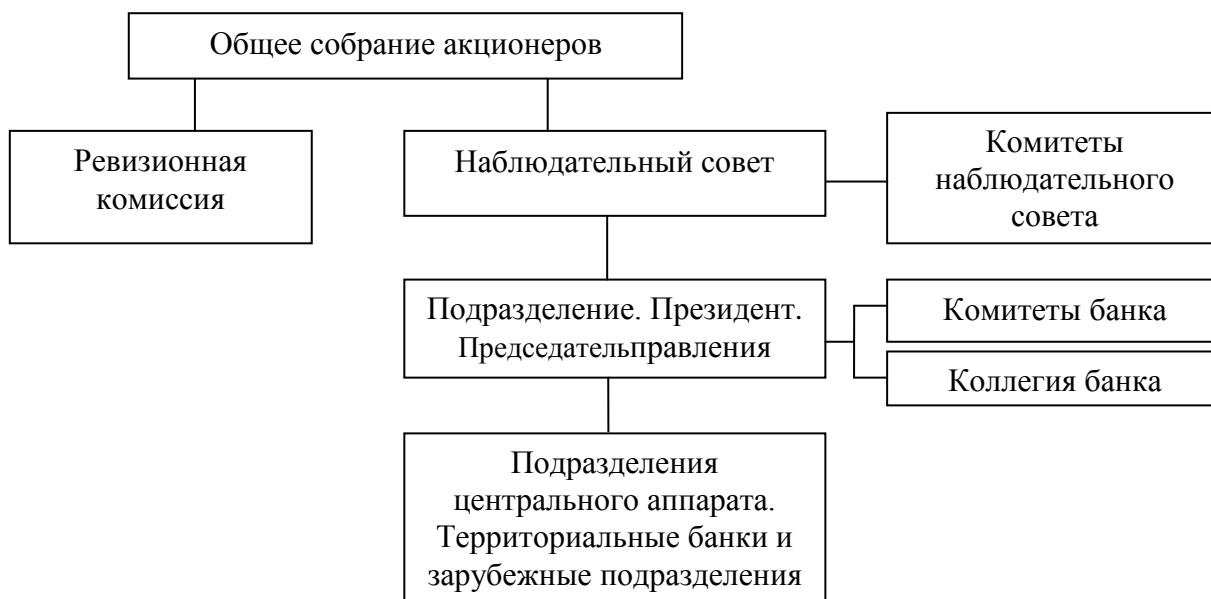 Общее собрание акционеров
Ревизионная
комиссия
Наблюдательный совет
Комитеты
наблюдательного
совета
Подразделение. Президент.
Председательправления
Комитеты банка
Коллегия банка
Подразделения
центрального аппарата.
Территориальные банки и
зарубежные подразделения